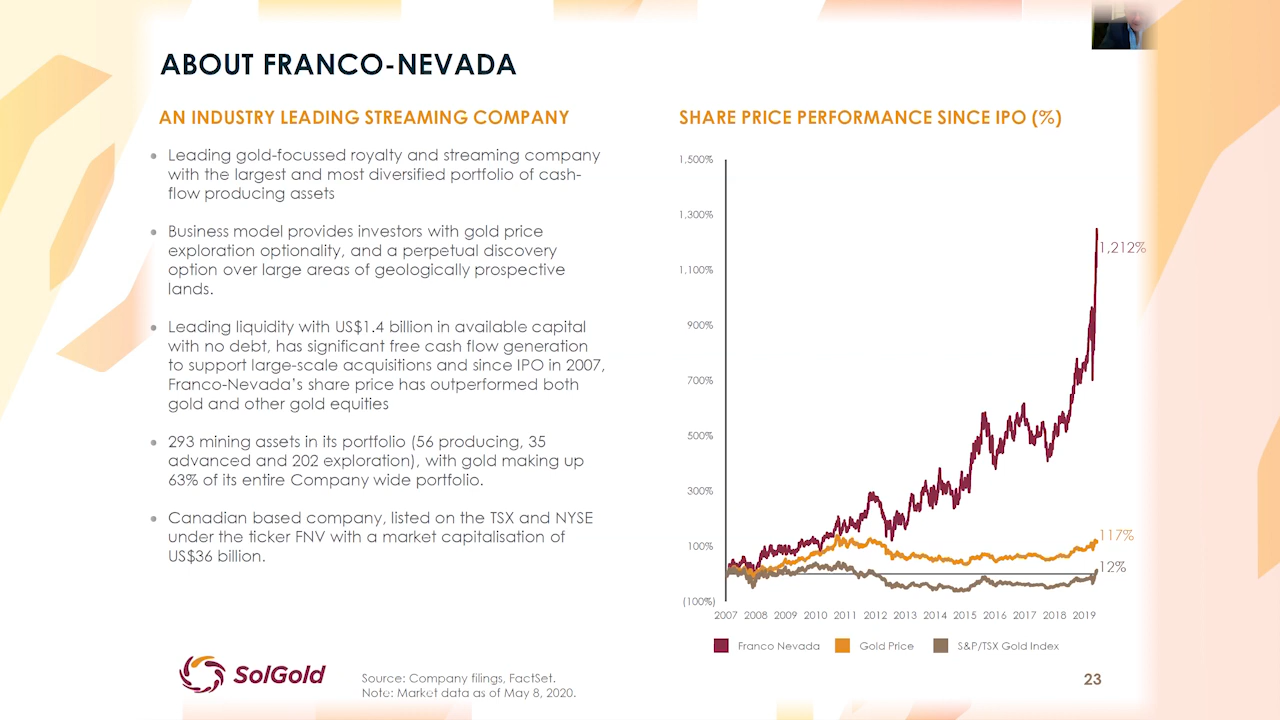 ABOUT FRANCO-NEVADA
AN INDUSTRY LEADING STREAMING COMPANY
Leading gold-focussed royalty and streaming company
with the largest and most diversified portfolio of cash-
flow producing assets
Business model provides investors with gold price
exploration optionality, and a perpetual discovery
option over large areas of geologically prospective
lands.
Leading liquidity with US$1.4 billion in available capital
with no debt, has significant free cash flow generation
to support large-scale acquisitions and since IPO in 2007,
Franco-Nevada's share price has outperformed both
gold and other gold equities
293 mining assets in its portfolio (56 producing, 35
advanced and 202 exploration), with gold making up
63% of its entire Company wide portfolio.
Canadian based company, listed on the TSX and NYSE
under the ticker FNV with a market capitalisation of
US$36 billion.
SHARE PRICE PERFORMANCE SINCE IPO (%)
1,500%
1,300%
1,100%
900%
700%
500%
300%
100%
(100%)
1,212%
117%
12%
2007 2008 2009 2010 2011 2012 2013 2014 2015 2016 2017 2018 2019
Franco Nevada Gold Price S&P/TSX Gold Index
SolGold
Source: Company filings, FactSet.
Note: Market data as of May 8, 2020.
23